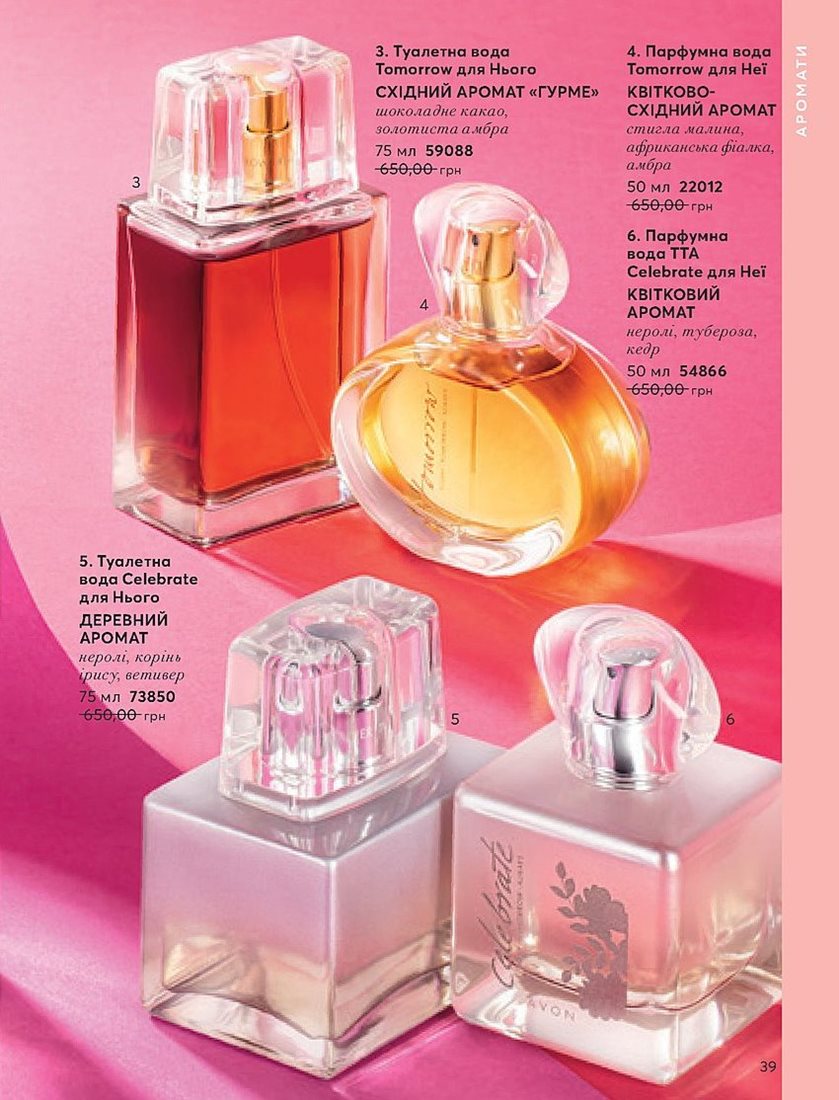 АРОМАТИ
3. Туалетна вода
Tomorrow для Нього
СХІДНИЙ АРОМАТ «ГУРМЕ»
шоколадне какао,
золотиста амбра
75 мл 59088
650,00 грн
4. Парфумна вода
Tomorrow для Неї
КВІТКОВО-
СХІДНИЙ АРОМАТ
стигла малина,
африканська фіалка,
амбра
50 мл 22012
650,00 грн
6. Парфумна
вода ТТА
Celebrate для Неї
КВІТКОВИЙ
АРОМАТ
неролі, тубероза,
кедр
50 мл 54866
650,00 грн
3
4
tomorrow
5. Туалетна
вода Celebrate
для Нього
ДЕРЕВНИЙ
АРОМАТ
неролі, корінь
ірису, ветивер
75 мл 73850
650,00 грн
5
6
Celebrate
AVON
39